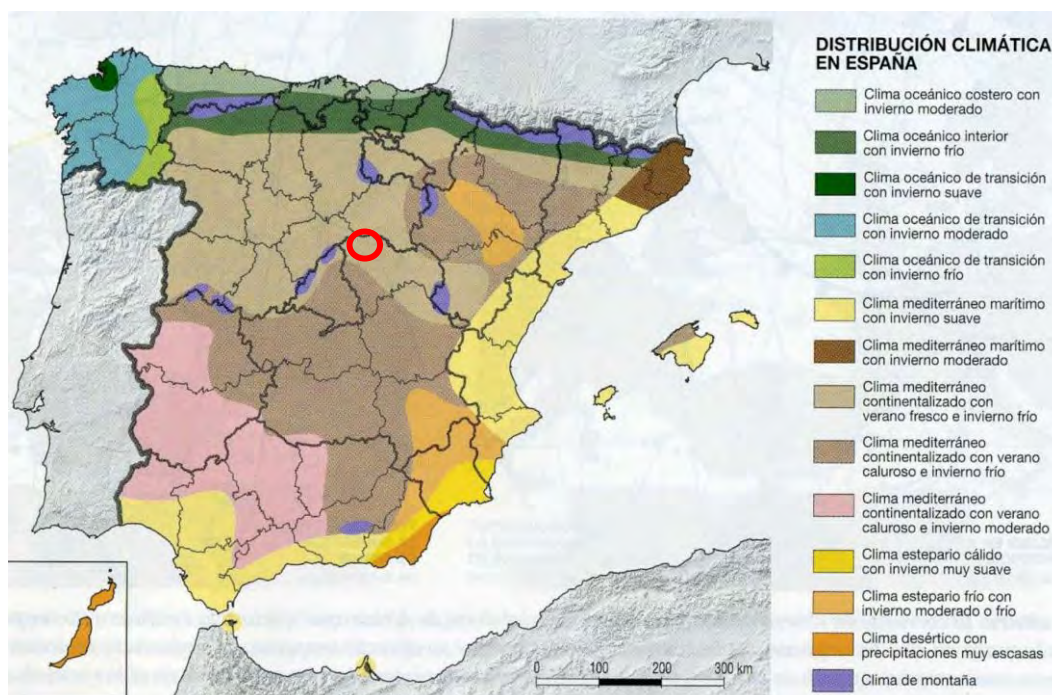 DISTRIBUCIÓN CLIMÁTICA
EN ESPAÑA
Clima oceánico costero con
invierno moderado
Clima oceánico interior
con invierno frío
Clima oceánico de transición
con invierno suave
Clima oceánico de transición
con invierno moderado
Clima oceánico de transición
con invierno frío
Clima mediterráneo marítimo
con invierno suave
Clima mediterráneo marítimo
con invierno moderado
Clima mediterráneo
continentalizado con
verano fresco e invierno frío
Clima mediterráneo
continentalizado con verano
caluroso e invierno frío
Clima mediterráneo
continentalizado con verano
caluroso e invierno moderado
Clima estepario cálido
con invierno muy suave
Clima estepario frío con
invierno moderado o frío
Clima desértico con
precipitaciones muy escasas
Clima de montaña
0 100 200 300 km